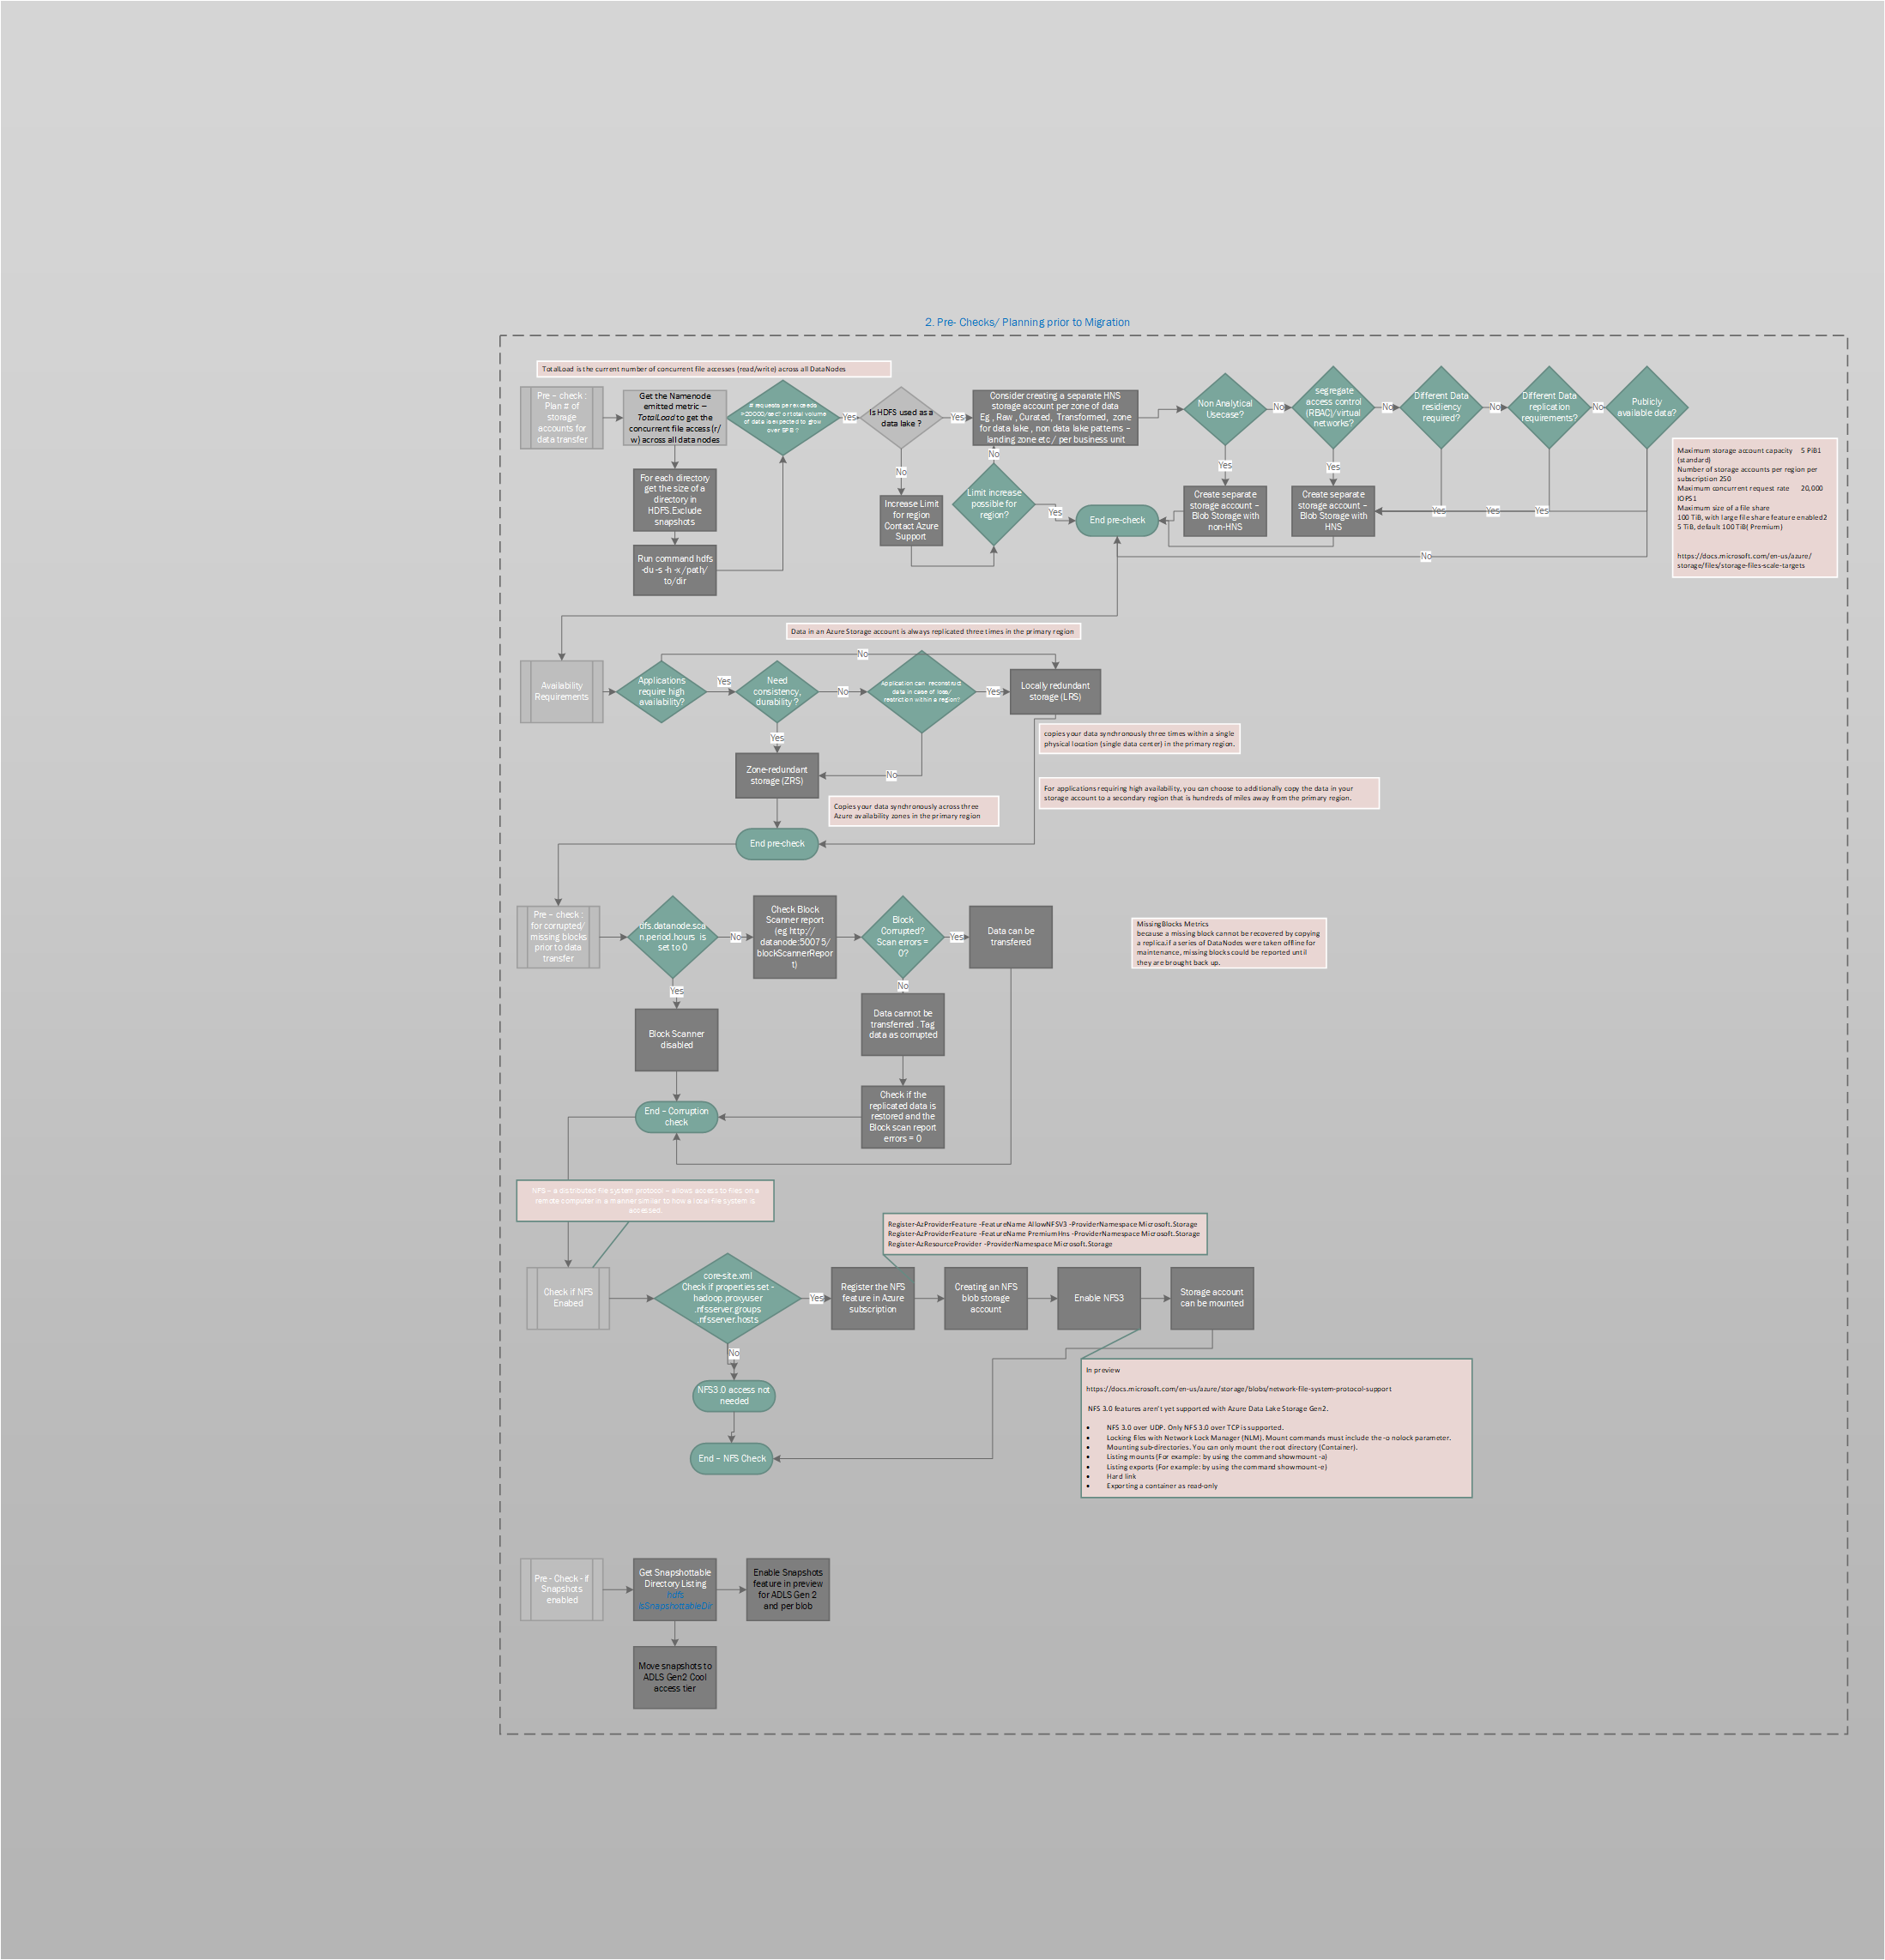 2. Pre- Checks/ Planning prior to Migration
TotalLoad is the current number of concurrent file accesses (read/write) across all DataNodes
Pre – check :
Plan # of
storage
accounts for
data transfer
Get the Namenode
emitted metric –
TotalLoad to get the
concurrent file access (r/
w) across all data nodes
For each directory
get the size of a
directory in
HDFS.Exclude
snapshots
Run command hdfs
-du -s -h -x /path/
to/dir
# requests per exceeds
>20000/sec? or total volume
of data is expected to grow
over 5PiB ?
Yes
Is HDFS used as a
data lake ?
Yes
No
Increase Limit
for region
Contact Azure
Support
Consider creating a separate HNS
storage account per zone of data
Eg , Raw , Curated, Transformed, zone
for data lake , non data lake patterns –
landing zone etc / per business unit
No
Limit increase
possible for
region?
Yes
End pre-check
Non Analytical
Usecase?
No
Yes
Create separate
storage account –
Blob Storage with
non-HNS
segregate
access control
(RBAC)/virtual
networks?
No
Yes
Create separate
storage account –
Blob Storage with
HNS
Different Data
residiency
required?
No
Different Data
replication
requirements?
No
Publicly
available data?
Yes
Yes
Yes
No
Maximum storage account capacity 5 PiB1
(standard)
Number of storage accounts per region per
subscription 250
Maximum concurrent request rate 20,000
IOPS1
Maximum size of a file share
100 TiB, with large file share feature enabled2
5 TiB, default 100 TiB( Premium)
https://docs.microsoft.com/en-us/azure/
storage/files/storage-files-scale-targets
Data in an Azure Storage account is always replicated three times in the primary region
Availability
Requirements
Applications
require high
availability?
No
Yes
Need
consistency,
durability ?
No
Yes
Application can reconstruct
data in case of loss/
restriction within a region?
Yes
No
Locally redundant
storage (LRS)
copies your data synchronously three times within a single
physical location (single data center) in the primary region.
Zone-redundant
storage (ZRS)
For applications requiring high availability, you can choose to additionally copy the data in your
storage account to a secondary region that is hundreds of miles away from the primary region.
Copies your data synchronously across three
Azure availability zones in the primary region
End pre-check
Pre – check :
for corrupted/
missing blocks
prior to data
transfer
dfs.datanode.sca
n.period.hours is
set to 0
No
Yes
Check Block
Scanner report
(eg http://
datanode:50075/
blockScannerRepor
t)
Block
Corrupted?
Scan errors =
0?
Yes
No
Data can be
transfered
MissingBlocks Metrics
because a missing block cannot be recovered by copying
a replica.if a series of DataNodes were taken offline for
maintenance, missing blocks could be reported until
they are brought back up.
Block Scanner
disabled
Data cannot be
transferred . Tag
data as corrupted
Check if the
replicated data is
restored and the
Block scan report
errors = 0
End – Corruption
check
NFS – a distributed file system protocol – allows access to files on a
remote computer in a manner similar to how a local file system is
accessed.
Register-AzProviderFeature -FeatureName AllowNFSV3 -ProviderNamespace Microsoft.Storage
Register-AzProviderFeature -FeatureName PremiumHns -ProviderNamespace Microsoft.Storage
Register-AzResourceProvider -ProviderNamespace Microsoft.Storage
Check if NFS
Enabed
core-site.xml
Check if properties set -
hadoop.proxyuser
.nfsserver.groups
.nfsserver.hosts
Yes
No
Register the NFS
feature in Azure
subscription
Creating an NFS
blob storage
account
Enable NFS3
Storage account
can be mounted
NFS3.0 access not
needed
End – NFS Check
In preview
https://docs.microsoft.com/en-us/azure/storage/blobs/network-file-system-protocol-support
NFS 3.0 features aren't yet supported with Azure Data Lake Storage Gen2.
• NFS 3.0 over UDP. Only NFS 3.0 over TCP is supported.
• Locking files with Network Lock Manager (NLM). Mount commands must include the -o nolock parameter.
• Mounting sub-directories. You can only mount the root directory (Container).
• Listing mounts (For example: by using the command showmount -a)
• Listing exports (For example: by using the command showmount -e)
• Hard link
• Exporting a container as read-only
Pre - Check - if
Snapshots
enabled
Get Snapshottable
Directory Listing
hdfs
lsSnapshottableDir
Enable Snapshots
feature in preview
for ADLS Gen 2
and per blob
Move snapshots to
ADLS Gen2 Cool
access tier